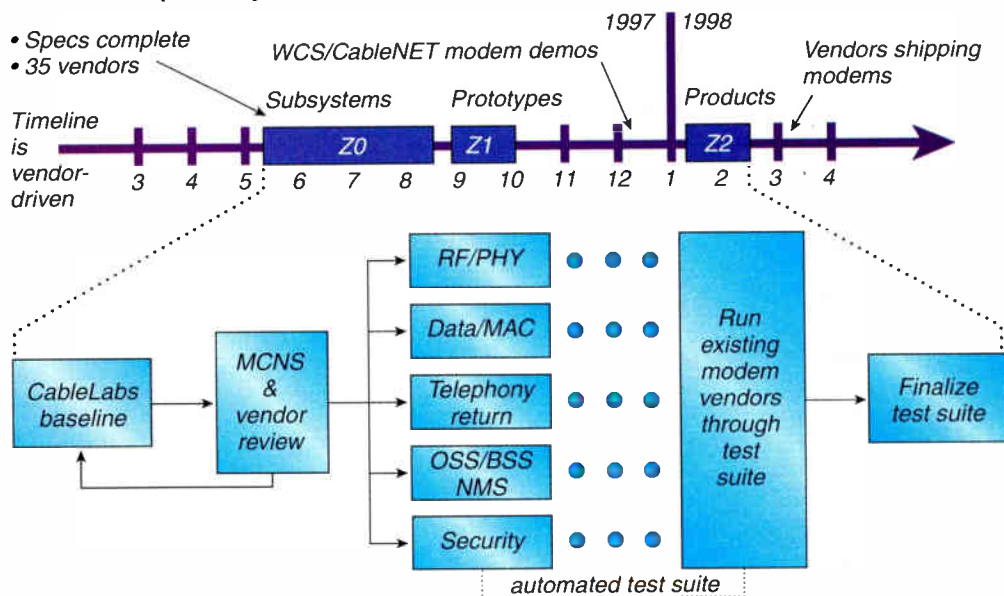 1997 1998
• Specs complete
• 35 vendors
WCS/CableNET modem demos
Vendors shipping
modems
Subsystems
Prototypes
Products
Timeline
is
vendor-
driven
Z0
Z1
Z2
3 4 5 6 7 8 9 10 11 12 1 2 3 4
CableLabs
baseline
MCNS
&
vendor
review
RF/PHY
Data/MAC
Telephony
return
OSS/BSS
NMS
Security
Run
existing
modem
vendors
through
test
suite
Finalize
test suite
automated test suite